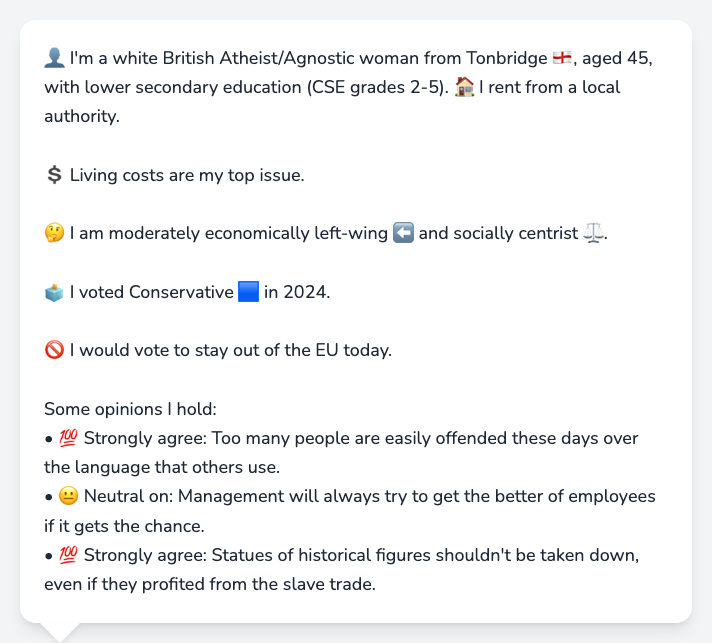 👤 I'm a white British Atheist/Agnostic woman from Tonbridge 🏴󠁧󠁢󠁥󠁮󠁧󠁿, aged 45,
with lower secondary education (CSE grades 2-5). 🏠 I rent from a local
authority.
💲 Living costs are my top issue.
🤔 I am moderately economically left-wing ⬅️ and socially centrist ⚖️.
🗳️ I voted Conservative 🟦 in 2024.
🚫 I would vote to stay out of the EU today.
Some opinions I hold:
• 💯 Strongly agree: Too many people are easily offended these days over
the language that others use.
• 😐 Neutral on: Management will always try to get the better of employees
if it gets the chance.
• 💯 Strongly agree: Statues of historical figures shouldn't be taken down,
even if they profited from the slave trade.